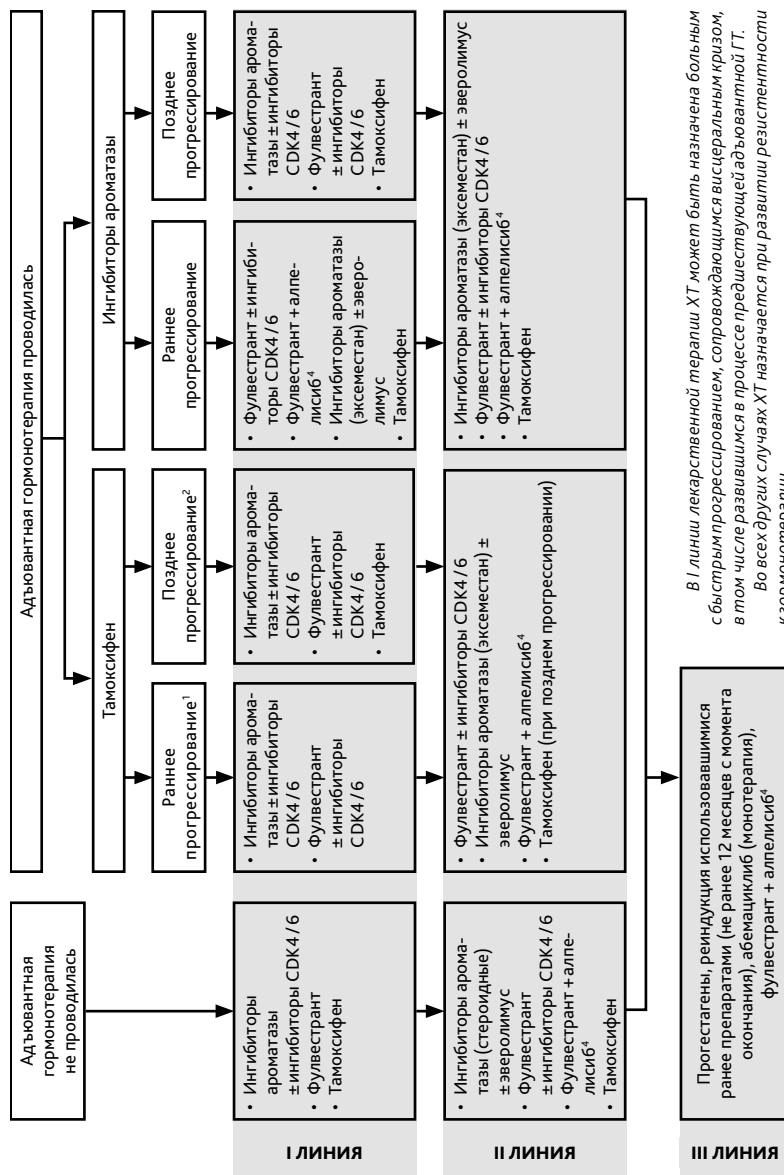 Адъювантная
гормонотерапия
не проводилась
Адъювантная гормонотерапия проводилась
Тамоксифен
Ингибиторы ароматазы
Раннее
прогрессирование¹
Позднее
прогрессирование²
Раннее
прогрессирование
Позднее
прогрессирование
I ЛИНИЯ
• Ингибиторы
ароматазы
± ингибиторы CDK4/6
• Фулвестрант
• Тамоксифен
• Ингибиторы арома-
тазы ± ингибиторы
CDK4/6
• Фулвестрант
± ингибиторы
CDK4/6
• Ингибиторы арома-
тазы ± ингибиторы
CDK4/6
• Фулвестрант
± ингибиторы
CDK4/6
• Тамоксифен
• Фулвестрант ± ингиби-
торы CDK4/6
• Фулвестрант + алпе-
лисиб⁴
• Ингибиторы ароматазы
(эксеместан) ± эверо-
лимус
• Тамоксифен
• Ингибиторы арома-
тазы ± ингибиторы
CDK4/6
• Фулвестрант
± ингибиторы
CDK4/6
• Тамоксифен
II ЛИНИЯ
• Ингибиторы арома-
тазы (стероидные)
± эверолимус
• Фулвестрант
± ингибиторы CDK4/6
• Фулвестрант + алпе-
лисиб⁴
• Тамоксифен
• Фулвестрант ± ингибиторы CDK4/6
• Ингибиторы ароматазы (эксеместан) ±
эверолимус
• Фулвестрант + алпелисиб⁴
• Тамоксифен (при позднем прогрессировании)
• Ингибиторы ароматазы (эксеместан) ± эверолимус
• Фулвестрант ± ингибиторы CDK4/6
• Фулвестрант + алпелисиб⁴
• Тамоксифен
III ЛИНИЯ
Прогестагены, реиндукция использовавшимися
ранее препаратами (не ранее 12 месяцев с момента
окончания), абемациклиб (монотерапия),
фулвестрант + алпелисиб⁴
В I линии лекарственной терапии ХТ может быть назначена больным
с быстрым прогрессированием, сопровождающимся висцеральным кризом,
в том числе развившимся в процессе предшествующей адъювантной ГТ.
Во всех других случаях ХТ назначается при развитии резистентности
к гормонотерапии